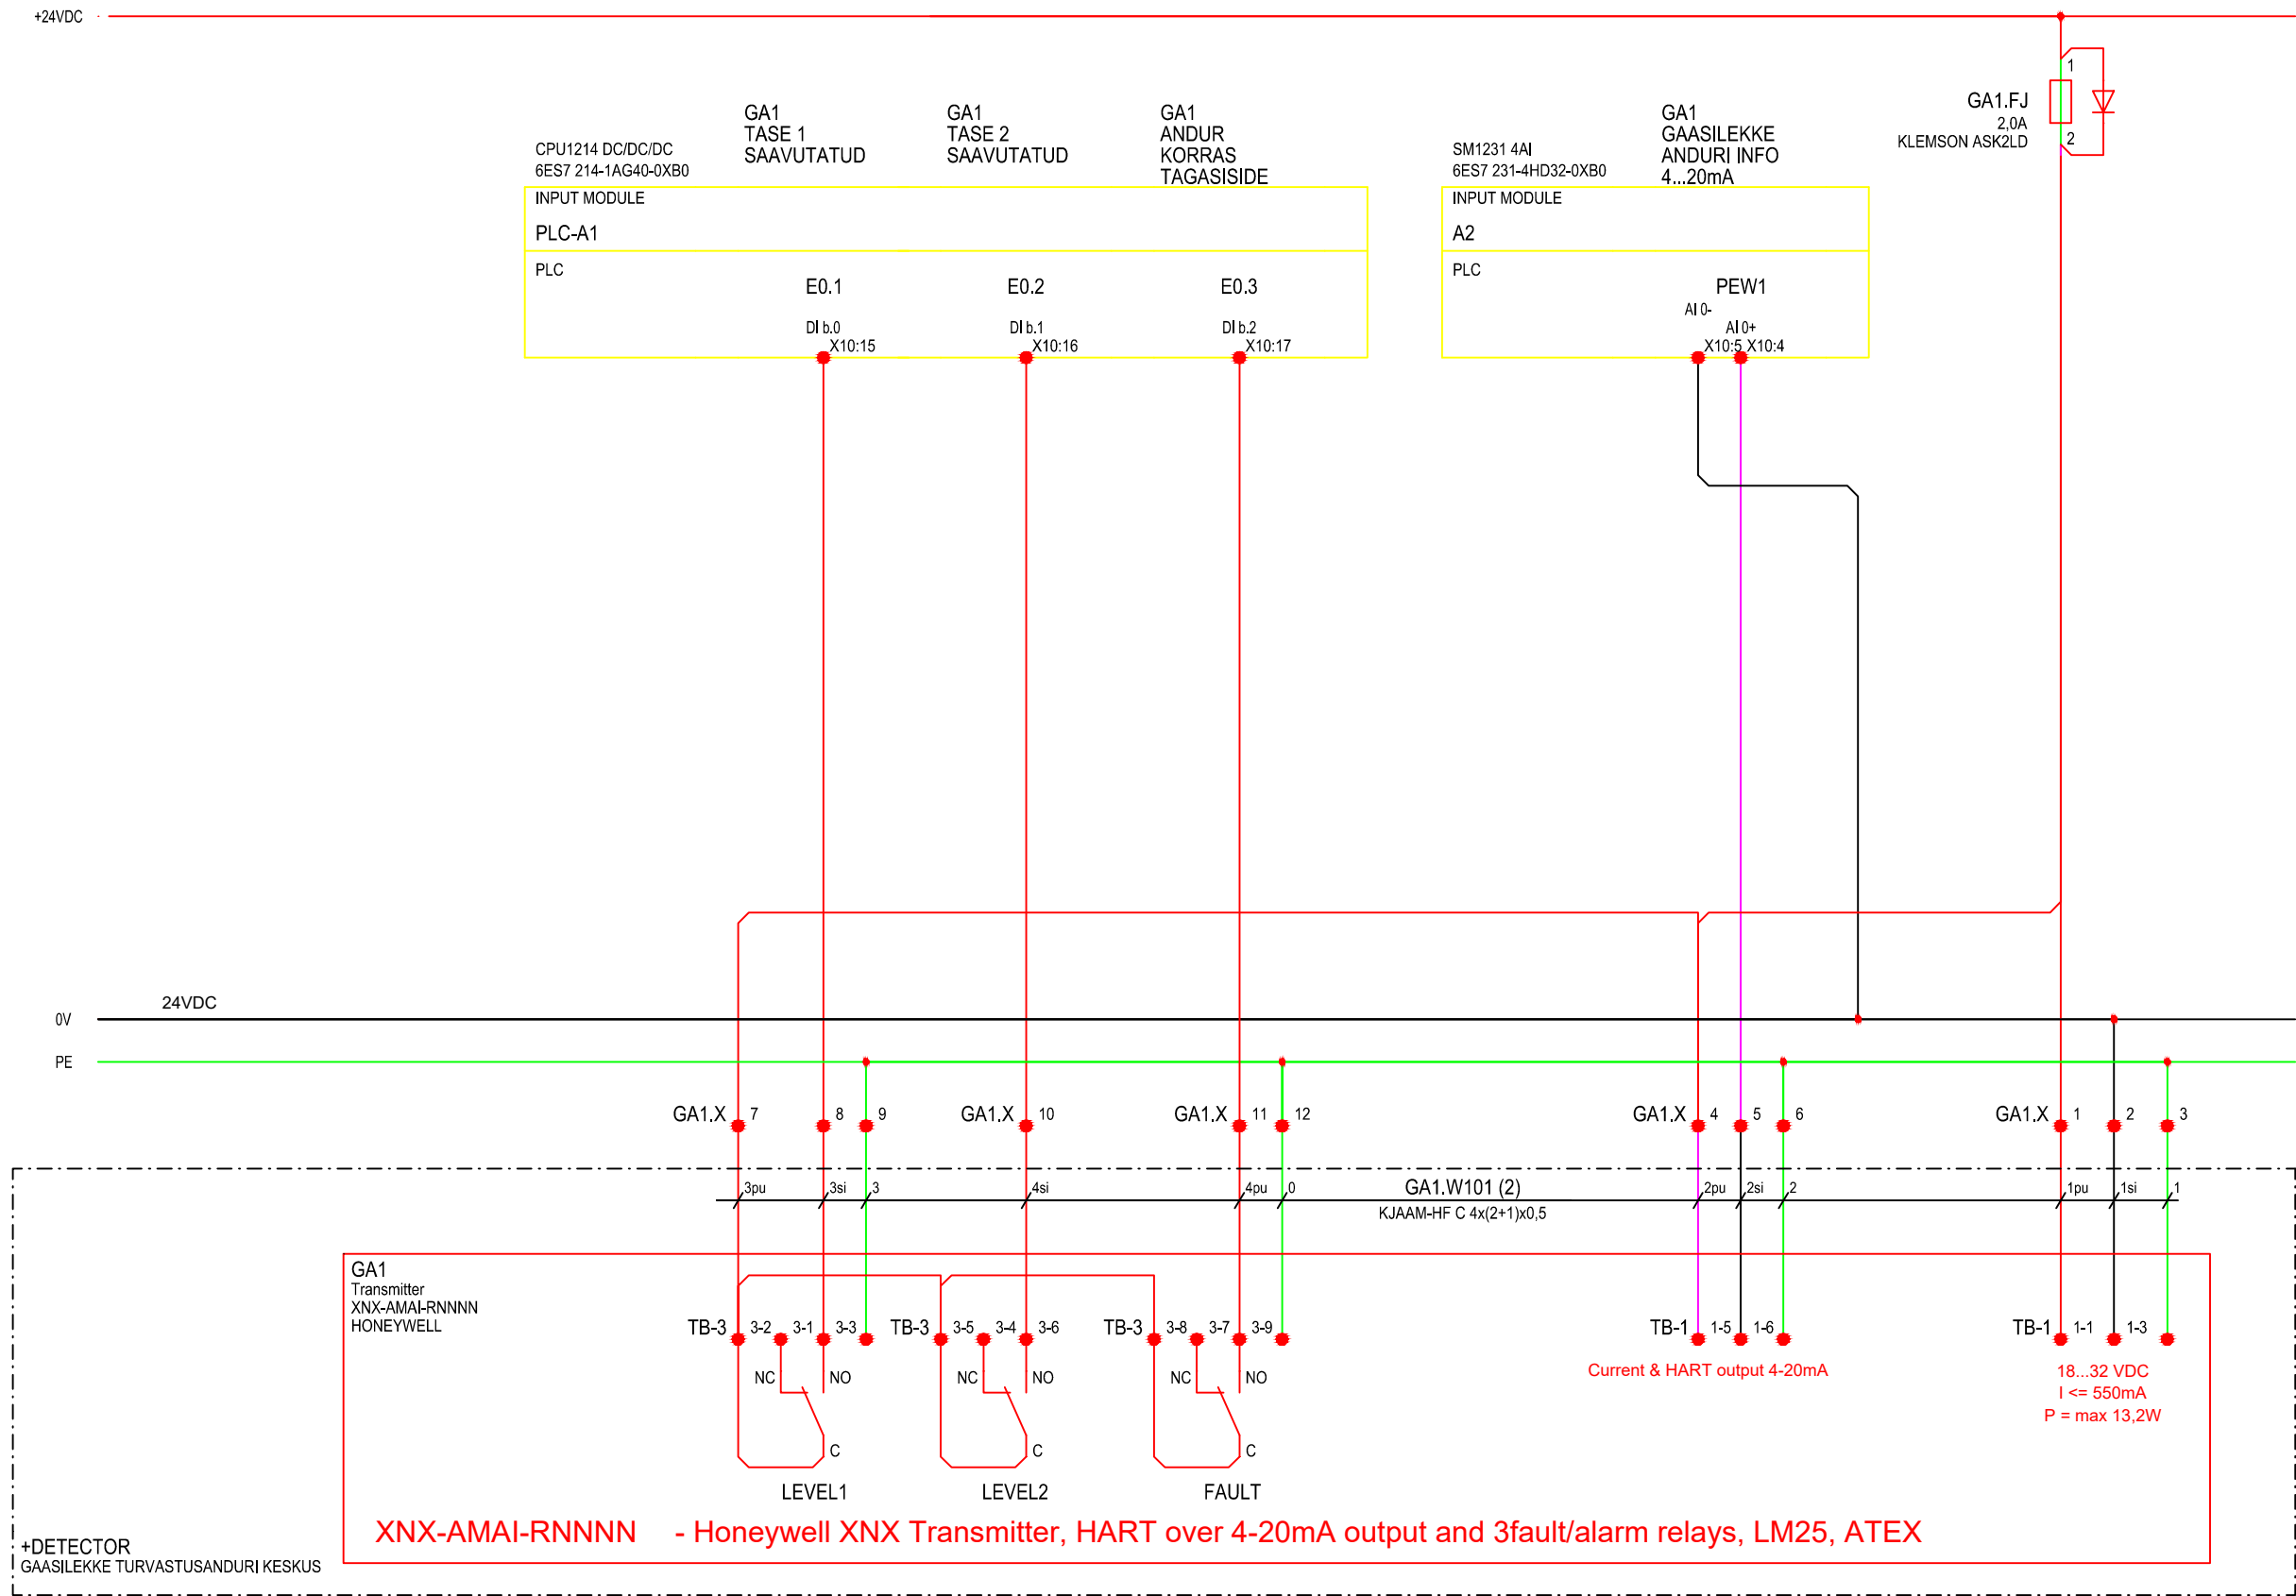 +24VDC
GA1.FJ
2,0A
KLEMSON ASK2LD
1
2
CPU1214 DC/DC/DC
6ES7 214-1AG40-0XB0
GA1
TASE 1
SAAVUTATUD
GA1
TASE 2
SAAVUTATUD
GA1
ANDUR
KORRAS
TAGASISIDE
SM1231 4AI
6ES7 231-4HD32-0XB0
GA1
GAASILEKKE
ANDURI INFO
4...20mA
INPUT MODULE
PLC-A1
PLC
E0.1
DI b.0
X10:15
E0.2
DI b.1
X10:16
E0.3
DI b.2
X10:17
INPUT MODULE
A2
PLC
PEW1
AI 0-
AI 0+
X10:5 X10:4
24VDC
0V
PE
GA1.X 7 8 9 GA1.X 10 GA1.X 11 12 GA1.X 4 5 6 GA1.X 1 2 3
3pu 3si 3 4si 4pu 0 GA1.W101 (2) 2pu 2si 2 1pu 1si 1
KJAAM-HF C 4x(2+1)x0,5
GA1
Transmitter
XNX-AMAI-RNNNN
HONEYWELL
TB-3 3-2 3-1 3-3 TB-3 3-5 3-4 3-6 TB-3 3-8 3-7 3-9 TB-1 1-5 1-6 TB-1 1-1 1-3
NC NO NC NO NC NO
Current & HART output 4-20mA
18...32 VDC
I <= 550mA
P = max 13,2W
C C C
LEVEL1 LEVEL2 FAULT
XNX-AMAI-RNNNN - Honeywell XNX Transmitter, HART over 4-20mA output and 3fault/alarm relays, LM25, ATEX
+DETECTOR
GAASILEKKE TURVASTUSANDURI KESKUS